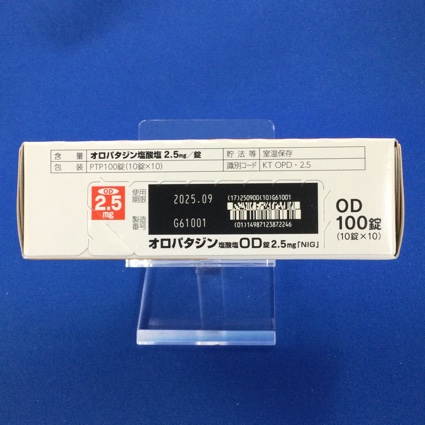 含量 オロパタジン塩酸塩 2.5mg/錠 貯法等 室温保存
包装 PTP100錠(10錠×10) 識別コード KT OPD・2.5
OD
2.5
mg
使用
期限 2025.09
(17)250900(10)G61001
製造
番号 G61001
(01)14987123872246
オロパタジン塩酸塩OD錠2.5mg「NIG」
OD
100錠
(10錠×10)